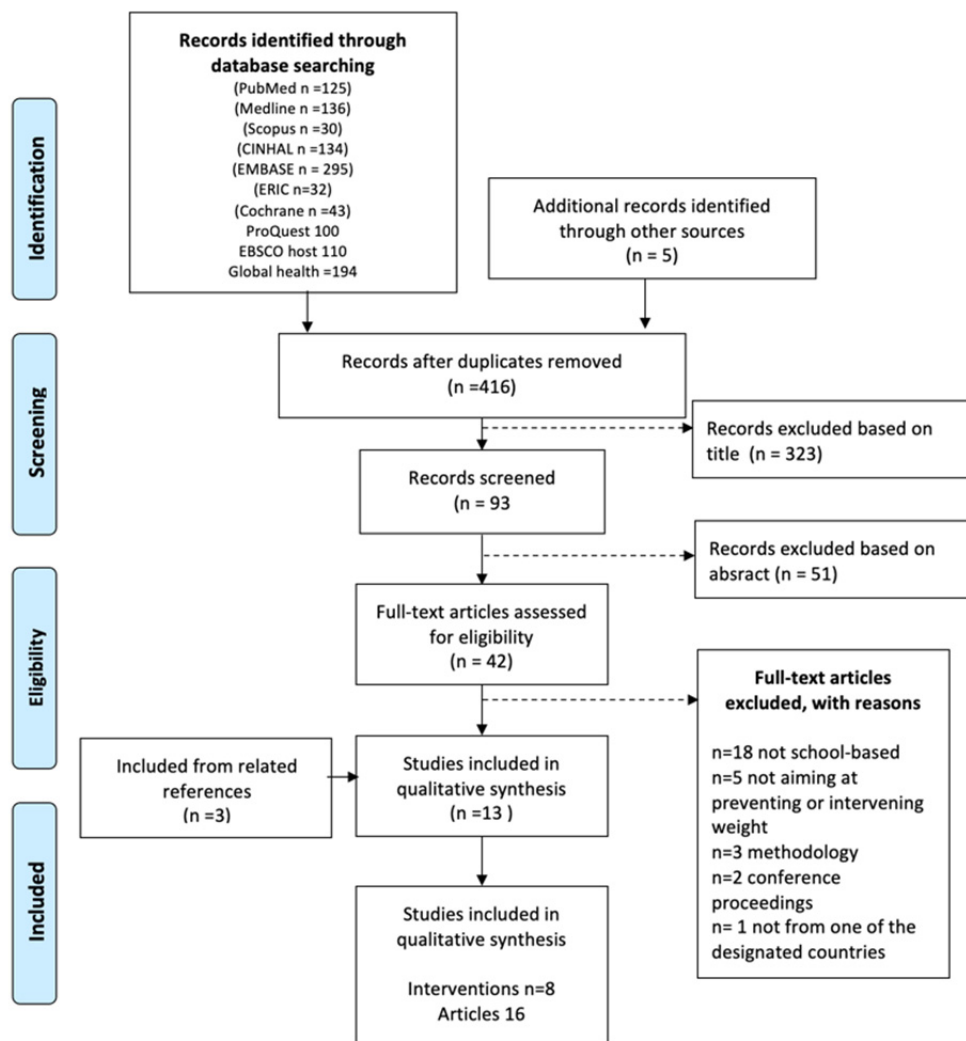 Identification
Records identified through
database searching
(PubMed n =125)
(Medline n =136)
(Scopus n =30)
(CINHAL n =134)
(EMBASE n = 295)
(ERIC n=32)
(Cochrane n =43)
ProQuest 100
EBSCO host 110
Global health =194
Additional records identified
through other sources
(n = 5)
Screening
Records after duplicates removed
(n =416)
Records excluded based on
title (n = 323)
Records screened
(n = 93
Records excluded based on
absract (n = 51)
Eligibility
Full-text articles assessed
for eligibility
(n = 42)
Full-text articles
excluded, with reasons
n=18 not school-based
n=5 not aiming at
preventing or intervening
weight
n=3 methodology
n=2 conference
proceedings
n= 1 not from one of the
designated countries
Included from related
references
(n =3)
Studies included in
qualitative synthesis
(n =13 )
Included
Studies included in
qualitative synthesis
Interventions n=8
Articles 16